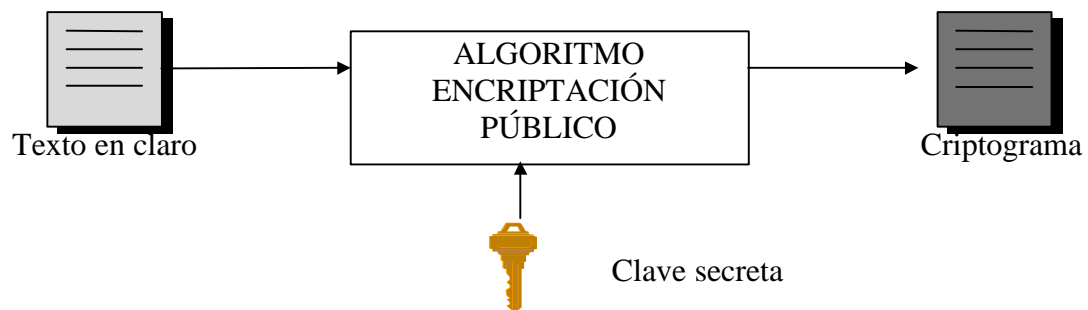 ALGORITMO
ENCRIPTACIÓN
PÚBLICO
Texto en claro
Criptograma
Clave secreta